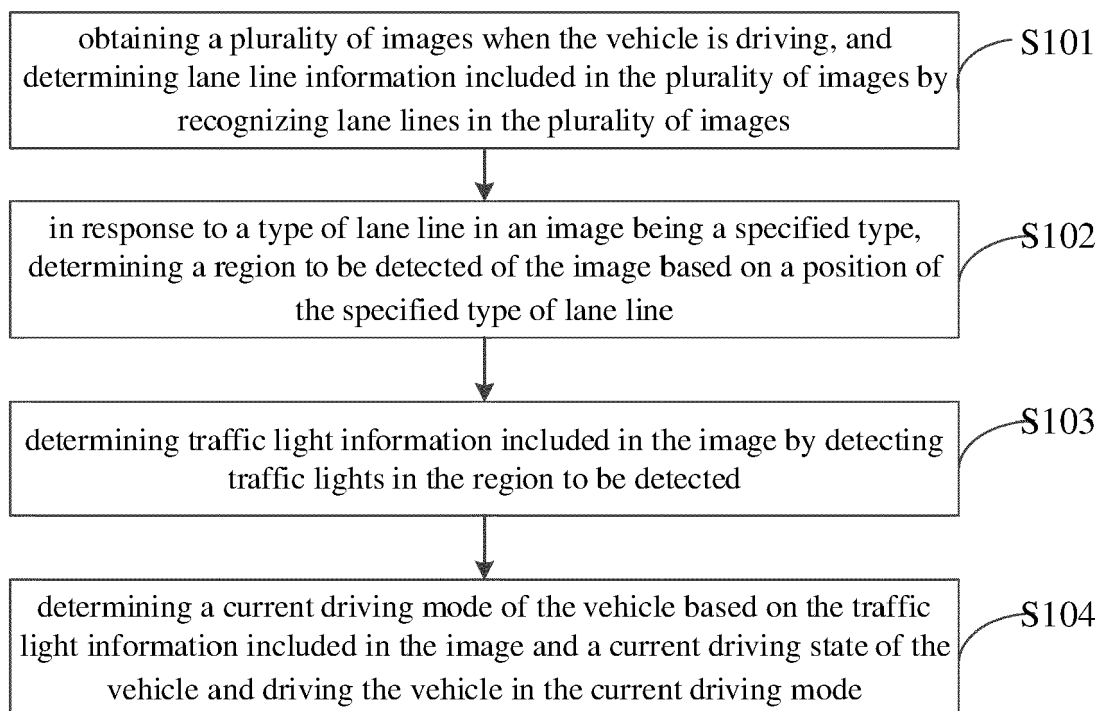 obtaining a plurality of images when the vehicle is driving, and
determining lane line information included in the plurality of images by
recognizing lane lines in the plurality of images
S101
in response to a type of lane line in an image being a specified type,
determining a region to be detected of the image based on a position of
the specified type of lane line
S102
determining traffic light information included in the image by detecting
traffic lights in the region to be detected
S103
determining a current driving mode of the vehicle based on the traffic
light information included in the image and a current driving state of the
vehicle and driving the vehicle in the current driving mode
S104